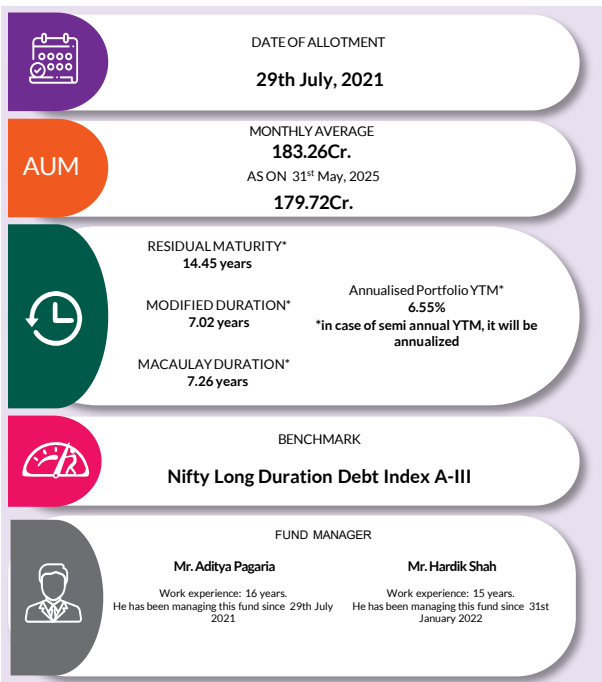 DATE OF ALLOTMENT
29th July, 2021
AUM
MONTHLY AVERAGE
183.26Cr.
AS ON 31st May, 2025
179.72Cr.
RESIDUAL MATURITY*
14.45 years
MODIFIED DURATION*
7.02 years
MACAULAY DURATION*
7.26 years
Annualised Portfolio YTM*
6.55%
*in case of semi annual YTM, it will be
annualized
BENCHMARK
Nifty Long Duration Debt Index A-III
FUND MANAGER
Mr. Aditya Pagaria
Work experience: 16 years.
He has been managing this fund since 29th July
2021
Mr. Hardik Shah
Work experience: 15 years.
He has been managing this fund since 31st
January 2022